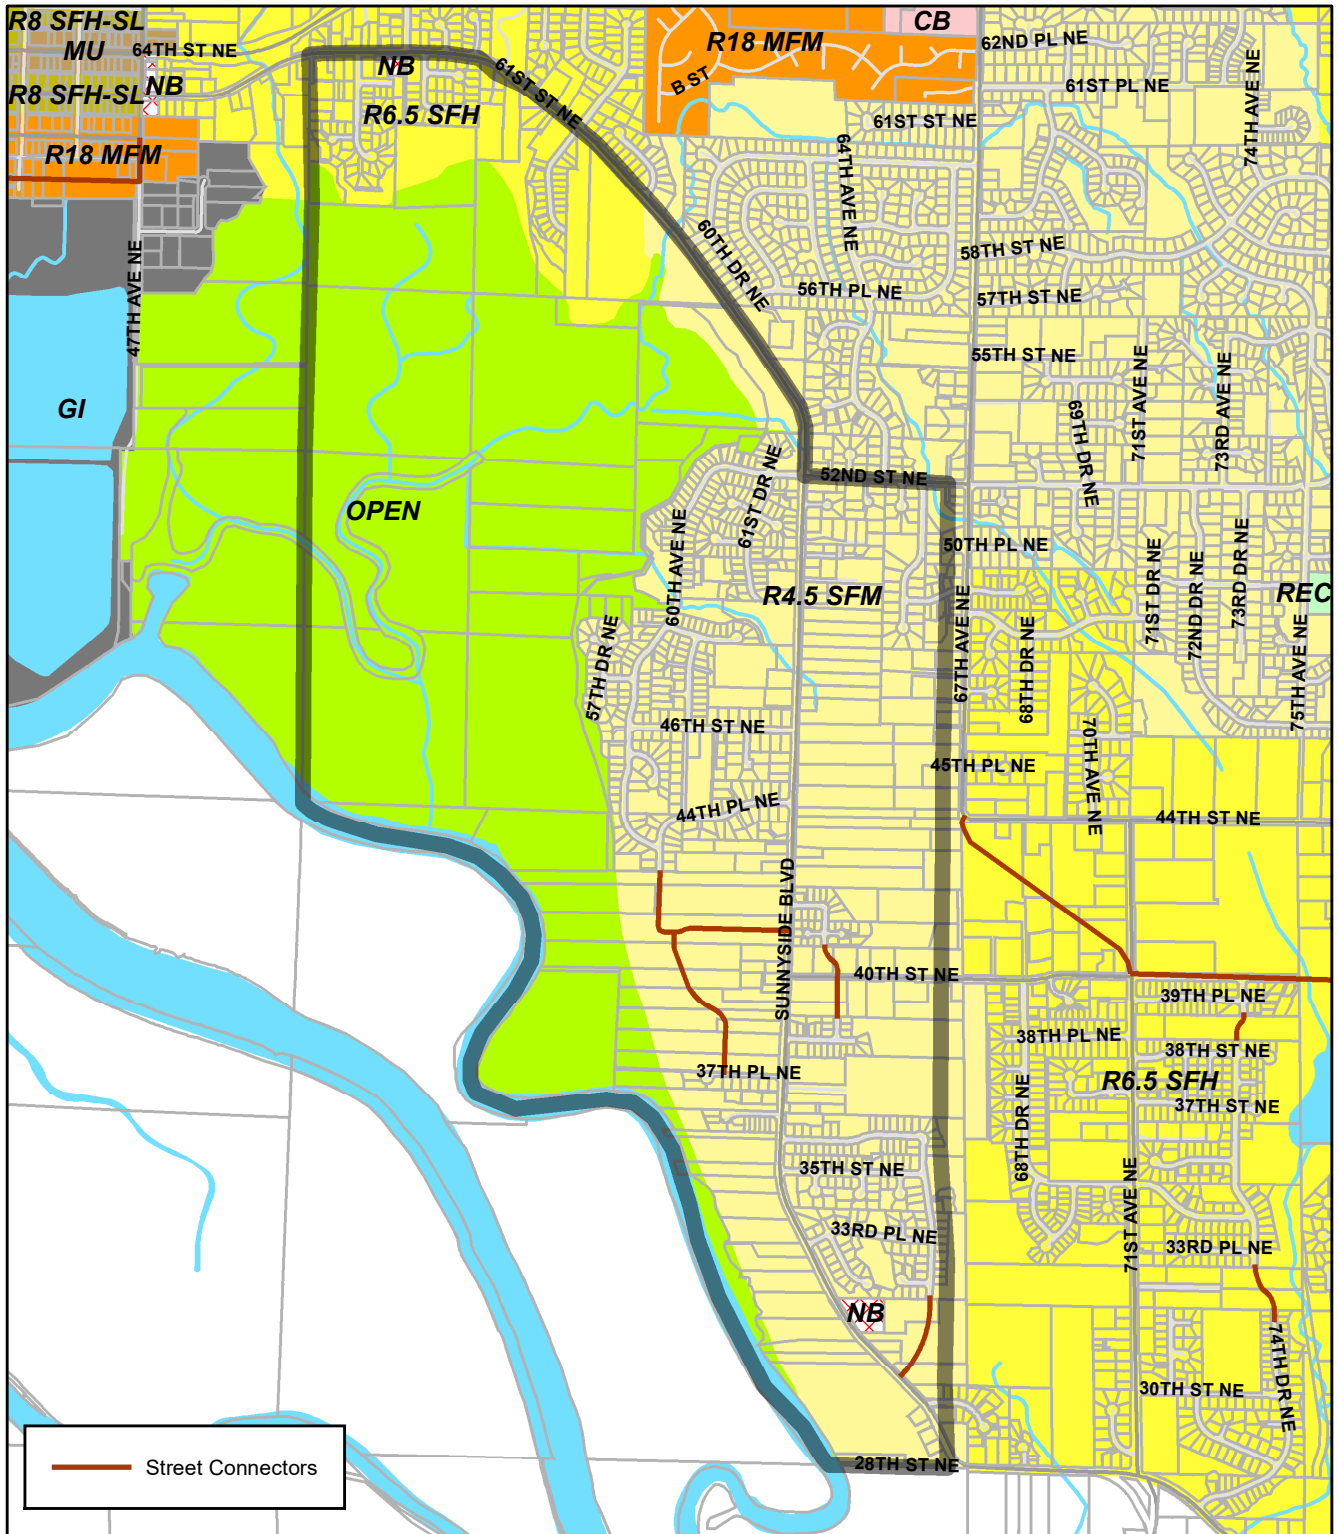 R8 SFH-SL
MU
64TH ST NE
NB
R8 SFH-SL
R18 MFM
47TH AVE NE
GI
NB
R6.5 SFH
61ST ST NE
R18 MFM
B ST
CB
62ND PL NE
61ST PL NE
74TH AVE NE
61ST ST NE
64TH AVE NE
60TH DR NE
58TH ST NE
56TH PL NE
57TH ST NE
55TH ST NE
71ST AVE NE
73RD AVE NE
69TH DR NE
52ND ST NE
61ST DR NE
OPEN
60TH AVE NE
50TH PL NE
R4.5 SFM
71ST DR NE
72ND DR NE
73RD DR NE
REC
67TH AVE NE
68TH DR NE
57TH DR NE
75TH AVE NE
46TH ST NE
70TH AVE NE
45TH PL NE
44TH PL NE
44TH ST NE
SUNNYSIDE BLVD
40TH ST NE
39TH PL NE
38TH PL NE
38TH ST NE
37TH PL NE
R6.5 SFH
37TH ST NE
68TH DR NE
35TH ST NE
71ST AVE NE
33RD PL NE
33RD PL NE
NB
74TH DR NE
30TH ST NE
28TH ST NE
Street Connectors